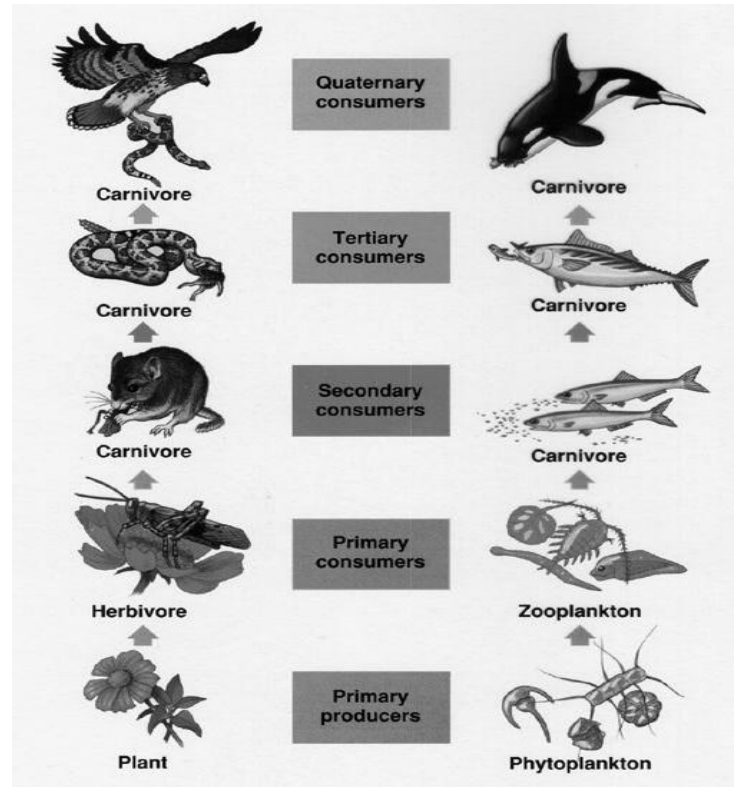 Quaternary
consumers
Carnivore
Carnivore
Tertiary
consumers
Carnivore
Carnivore
Secondary
consumers
Carnivore
Carnivore
Primary
consumers
Herbivore
Zooplankton
Primary
producers
Plant
Phytoplankton